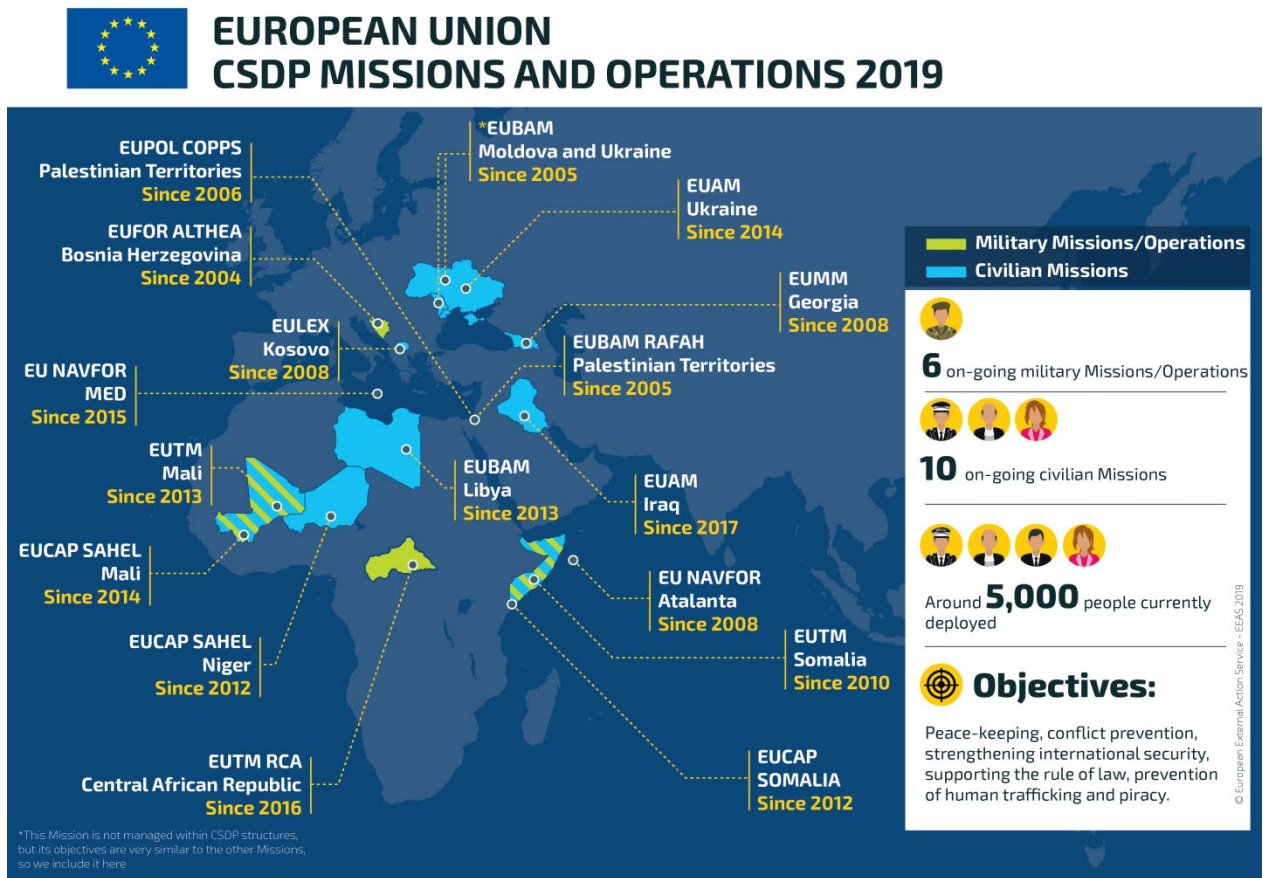 EUROPEAN UNION
CSDP MISSIONS AND OPERATIONS 2019
EUPOL COPPS
Palestinian Territories
Since 2006
*EUBAM
Moldova and Ukraine
Since 2005
EUAM
Ukraine
Since 2014
EUFOR ALTHEA
Bosnia Herzegovina
Since 2004
EUMM
Georgia
Since 2008
EULEX
Kosovo
Since 2008
EUBAM RAFAH
Palestinian Territories
Since 2005
EU NAVFOR
MED
Since 2015
EUTM
Mali
Since 2013
EUBAM
Libya
Since 2013
EUAM
Iraq
Since 2017
EUCAP SAHEL
Mali
Since 2014
EU NAVFOR
Atalanta
Since 2008
EUCAP SAHEL
Niger
Since 2012
EUTM
Somalia
Since 2010
EUTM RCA
Central African Republic
Since 2016
EUCAP
SOMALIA
Since 2012
*This Mission is not managed within CSDP structures,
but its objectives are very similar to the other Missions,
so we include it here
Military Missions/Operations
Civilian Missions
6 on-going military Missions/Operations
10 on-going civilian Missions
Around 5,000 people currently
deployed
Objectives:
Peace-keeping, conflict prevention,
strengthening international security,
supporting the rule of law, prevention
of human trafficking and piracy.
© European External Action Service - EEAS 2019